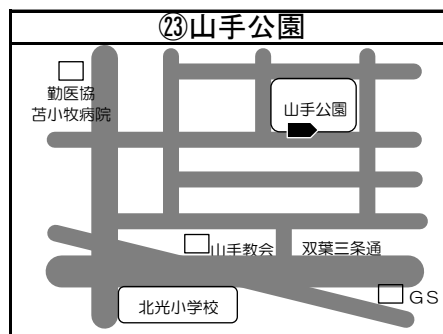 ㉓山手公園
勤医協
苫小牧病院
山手公園
山手教会
双葉三条通
北光小学校
ＧＳ